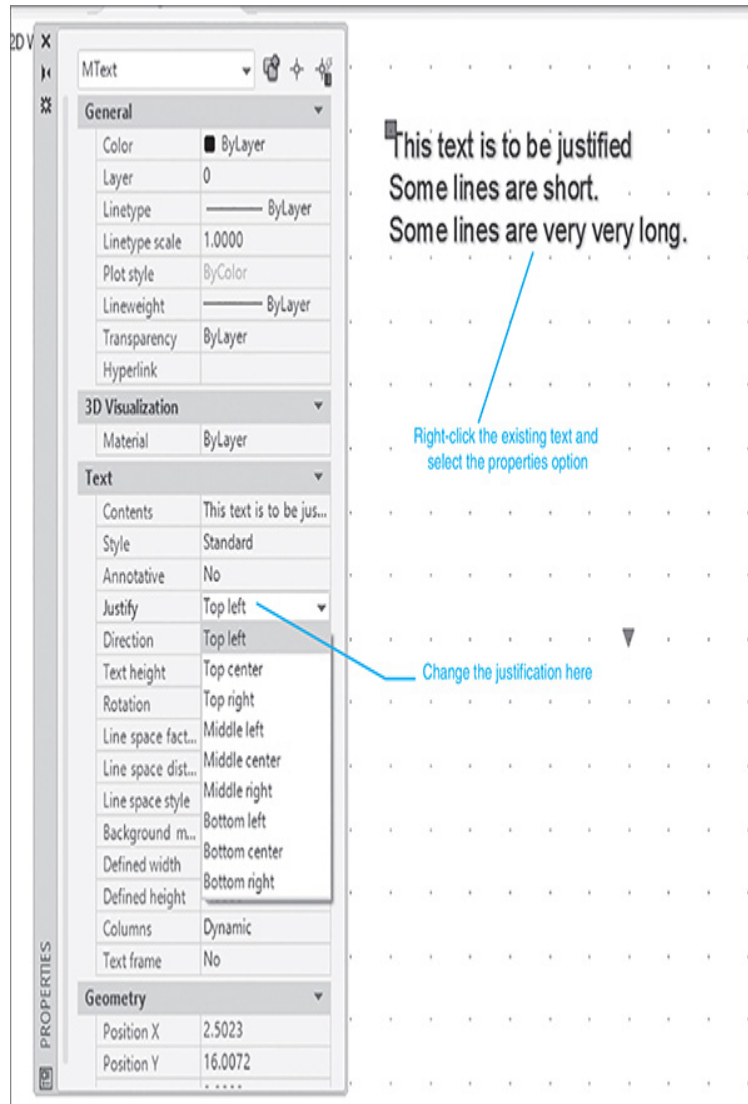 2D V
MText
General
Color ByLayer
Layer 0
Linetype ByLayer
Linetype scale 1.0000
Plot style ByColor
Lineweight ByLayer
Transparency ByLayer
Hyperlink
3D Visualization
Material ByLayer
Text
Contents This text is to be jus...
Style Standard
Annotative No
Justify Top left
Direction Top left
Text height Top center
Rotation Top right
Line space fact... Middle left
Line space dist... Middle center
Line space style Middle right
Background m... Bottom left
Defined width Bottom center
Defined height Bottom right
Columns Dynamic
Text frame No
Geometry
Position X 2.5023
Position Y 16.0072
PROPERTIES
This text is to be justified
Some lines are short.
Some lines are very very long.
Right-click the existing text and
select the properties option
Change the justification here